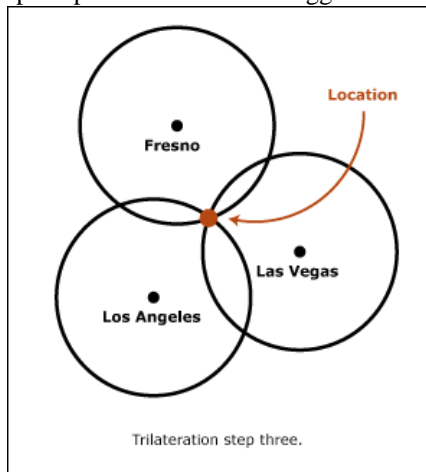 Location
Fresno
Las Vegas
Los Angeles
Trilateration step three.